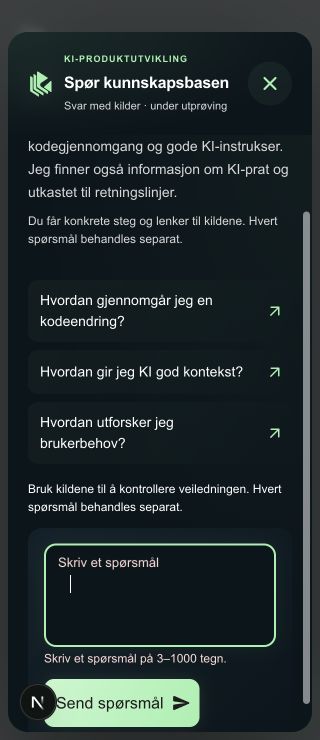 KI-PRODUKTUTVIKLING
Spør kunnskapsbasen
Svar med kilder · under utprøving
kodegjennomgang og gode KI-instrukser.
Jeg finner også informasjon om KI-prat og
utkastet til retningslinjer.
Du får konkrete steg og lenker til kildene. Hvert
spørsmål behandles separat.
Hvordan gjennomgår jeg en
kodeendring?
Hvordan gir jeg KI god kontekst?
Hvordan utforsker jeg
brukerbehov?
Bruk kildene til å kontrollere veiledningen. Hvert
spørsmål behandles separat.
Skriv et spørsmål
Skriv et spørsmål på 3–1000 tegn.
N
Send spørsmål